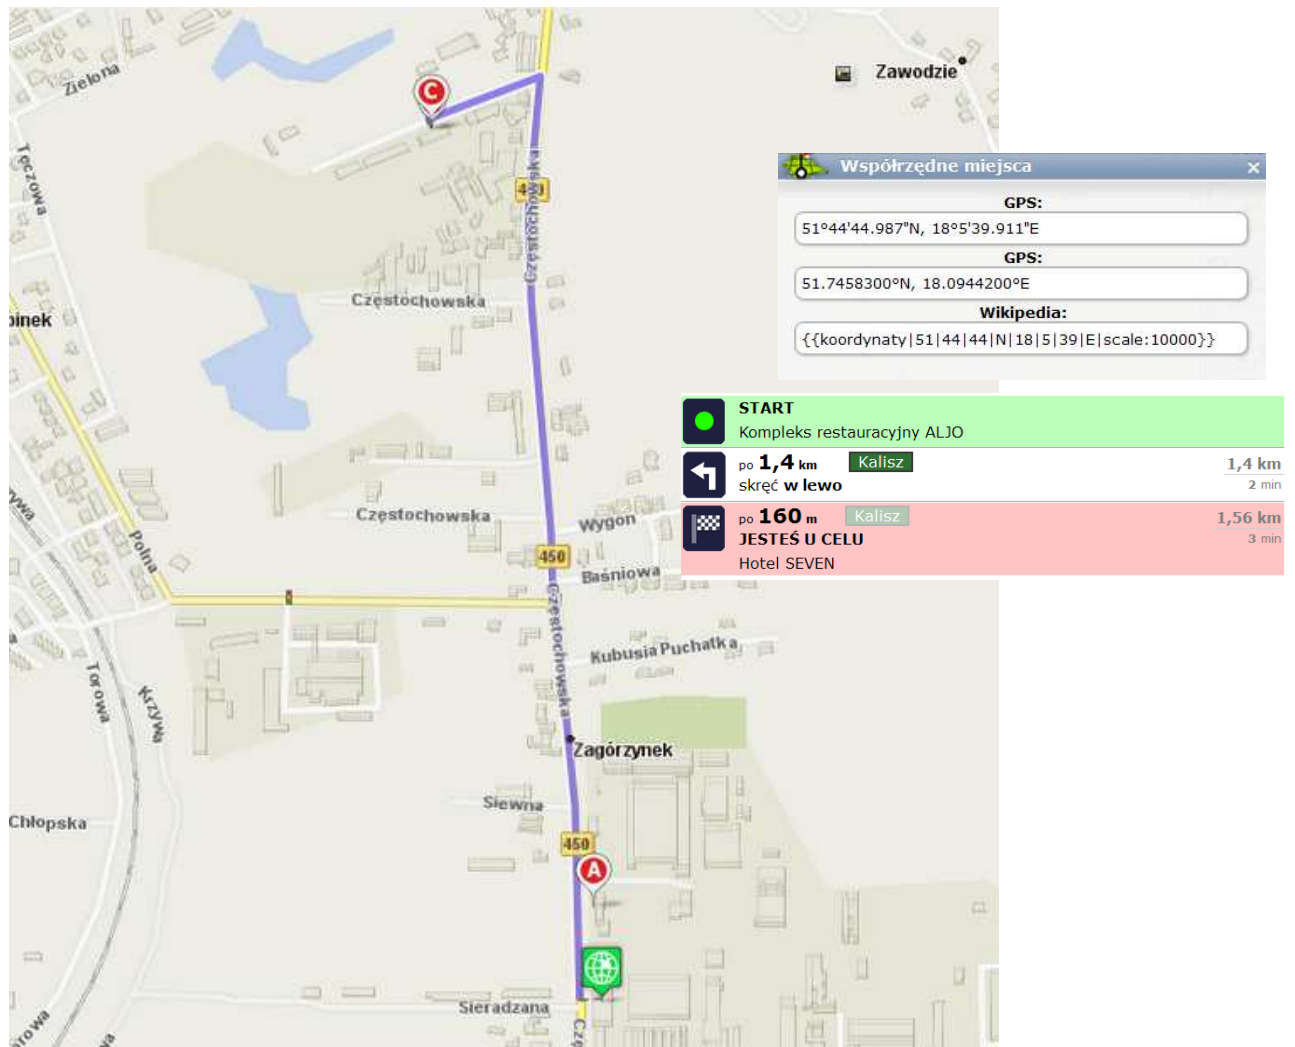 Zielona
C
Zawodzie
Tęczowa
450
Częstochowska
Współrzędne miejsca
GPS:
51°44'44.987"N, 18°5'39.911"E
GPS:
51.7458300°N, 18.0944200°E
Wikipedia:
{{koordynaty|51|44|44|N|18|5|39|E|scale:10000}}
Częstochowska
pinek
START
Kompleks restauracyjny ALJO
po 1,4 km Kalisz 1,4 km
skręć w lewo 2 min
po 160 m Kalisz 1,56 km
JESTEŚ U CELU 3 min
Hotel SEVEN
Częstochowska
Wygon
Polna
450
Baśniowa
Częstochowska
Kubusia Puchatka
Torowa
Krzywa
Zagórzynek
Siewna
Chłopska
450
A
Sieradzana